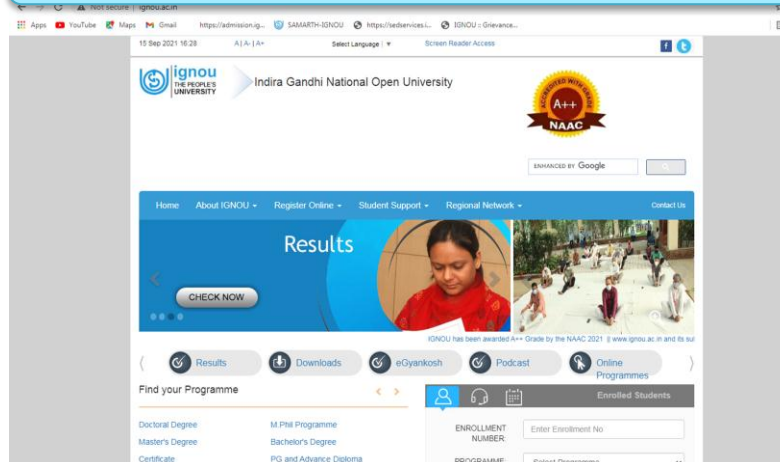 Not secure | ignou.ac.in
Apps YouTube Maps Gmail https://admission.ig... SAMARTH-IGNOU https://sedservices.i... IGNOU :: Grievance...
15 Sep 2021 16:28 A | A- | A+ Select Language | ▼ Screen Reader Access
ignou
THE PEOPLE'S
UNIVERSITY
Indira Gandhi National Open University
ACCREDITED WITH GRADE
A++
NAAC
ENHANCED BY Google
Home About IGNOU Register Online Student Support Regional Network Contact Us
Results
CHECK NOW
IGNOU has been awarded A++ Grade by the NAAC 2021 || www.ignou.ac.in and its su
Results Downloads eGyankosh Podcast Online
Programmes
Find your Programme
Enrolled Students
Doctoral Degree M.Phil Programme
Master's Degree Bachelor's Degree
Certificate PG and Advance Diploma
ENROLLMENT
NUMBER:
Enter Enrollment No
PROGRAMME: Select Programme